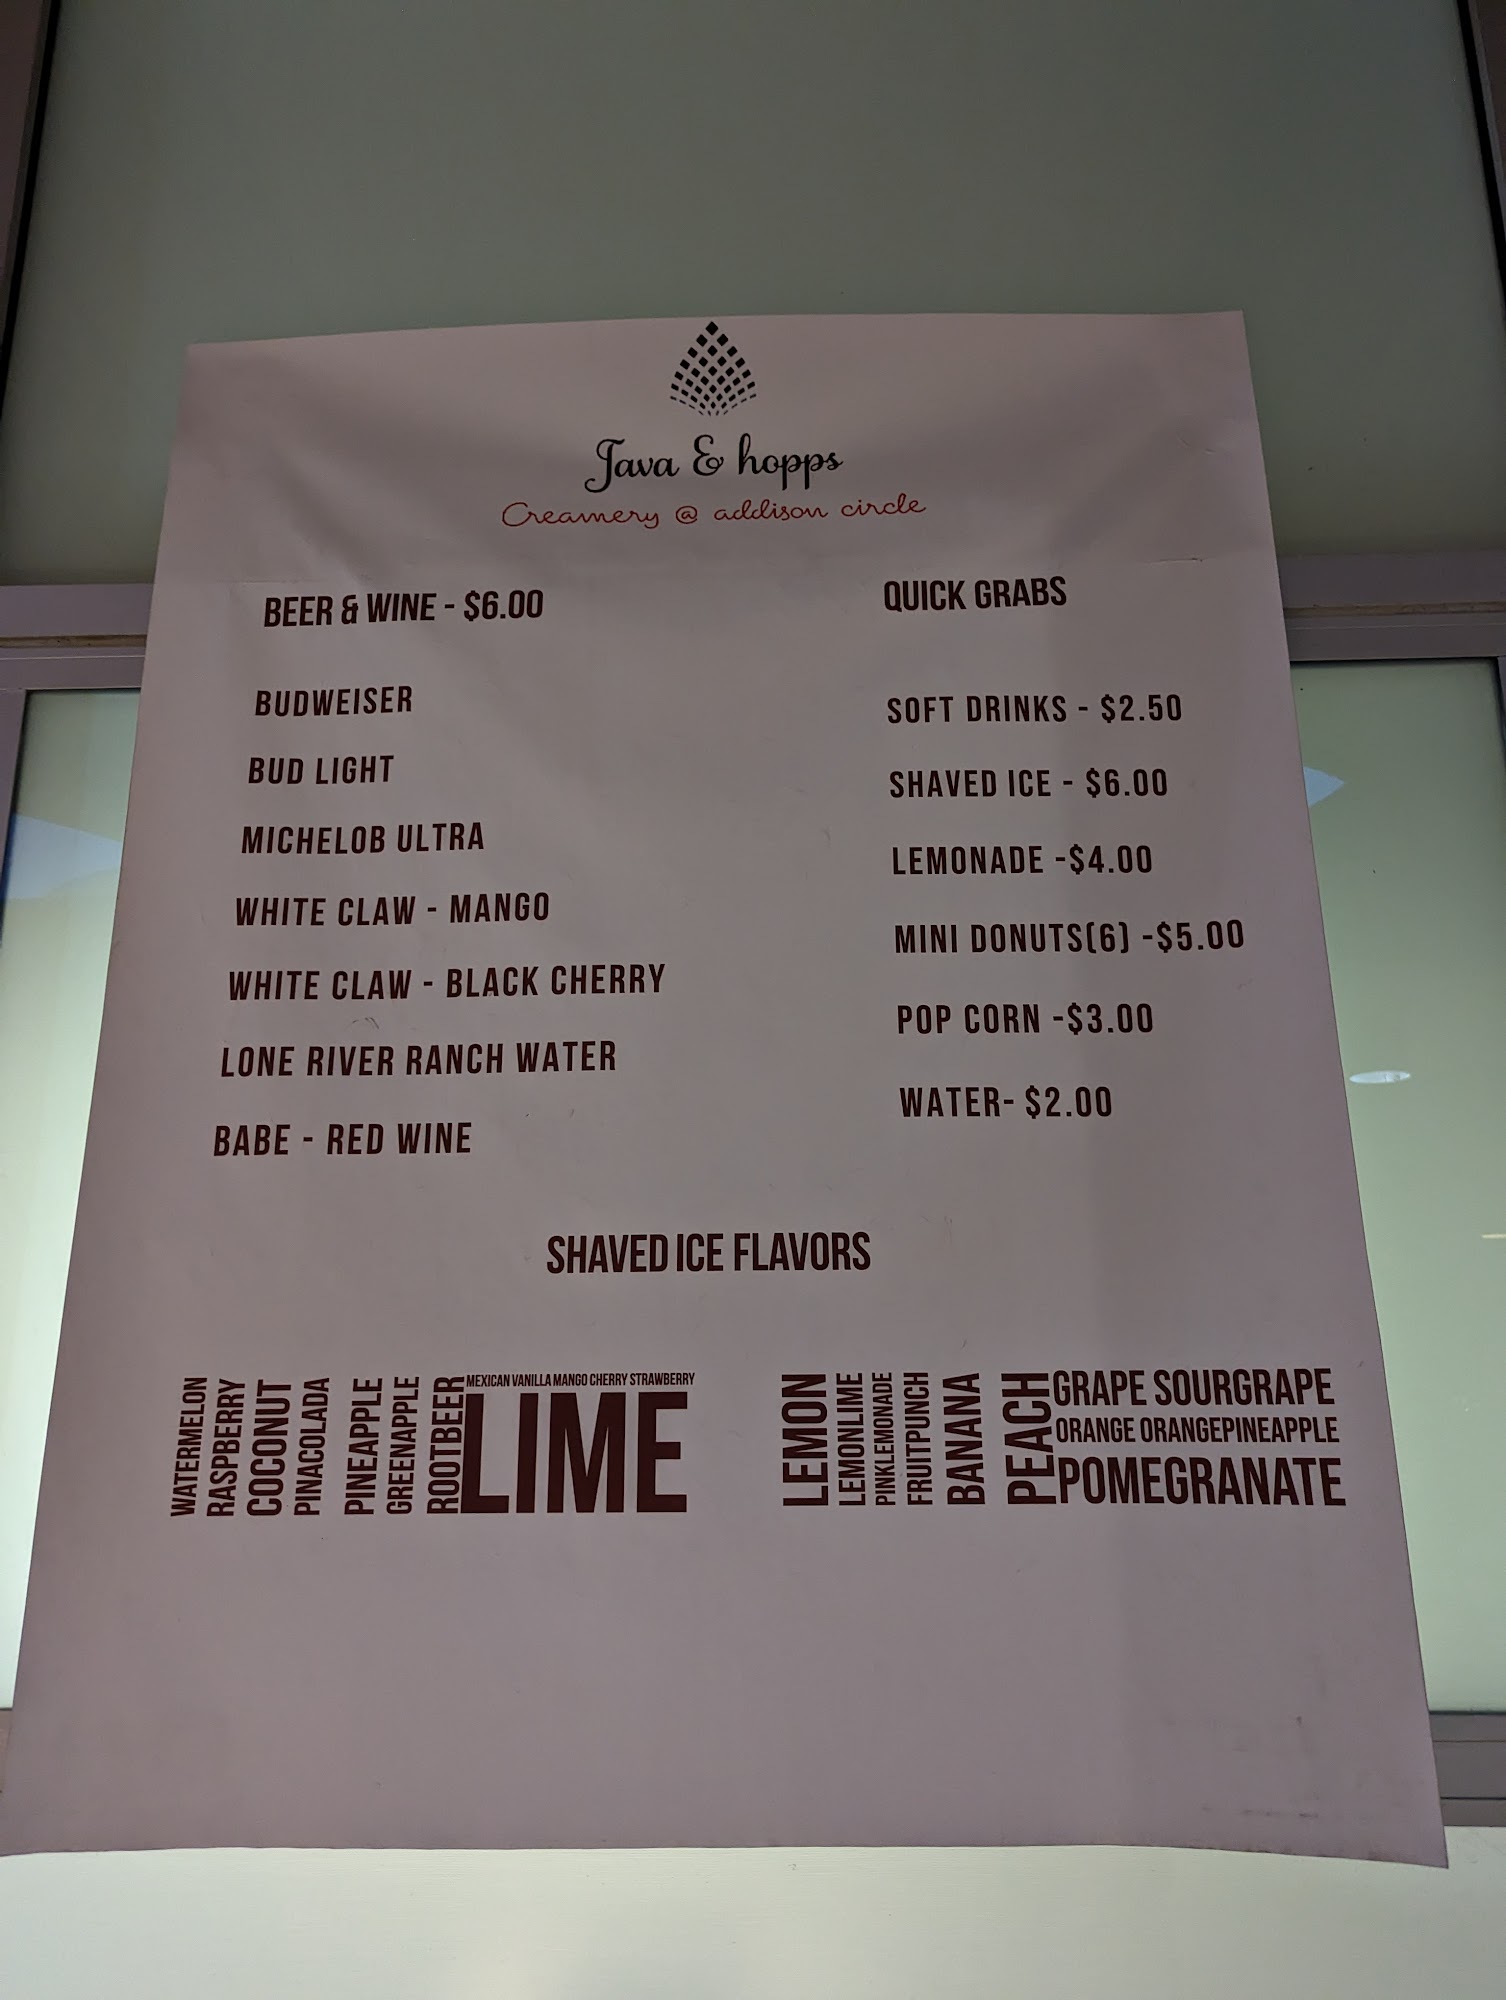 Java & hopps
Creamery @ addison circle
BEER & WINE - $6.00
BUDWEISER
BUD LIGHT
MICHELOB ULTRA
WHITE CLAW - MANGO
WHITE CLAW - BLACK CHERRY
LONE RIVER RANCH WATER
BABE - RED WINE
QUICK GRABS
SOFT DRINKS - $2.50
SHAVED ICE - $6.00
LEMONADE -$4.00
MINI DONUTS(6) -$5.00
POP CORN -$3.00
WATER- $2.00
SHAVED ICE FLAVORS
WATERMELON
RASPBERRY
COCONUT
PINACOLADA
PINEAPPLE
GREENAPPLE
ROOTBEER
MEXICAN VANILLA MANGO CHERRY STRAWBERRY
LIME
LEMON
LEMONLIME
PINKLEMONADE
FRUITPUNCH
BANANA
PEACH
GRAPE SOURGRAPE
ORANGE ORANGEPINEAPPLE
POMEGRANATE